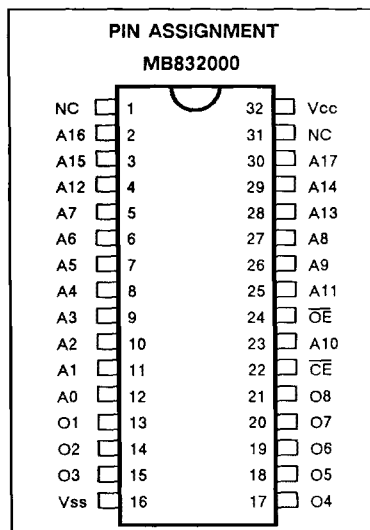 PIN ASSIGNMENT
MB832000
NC 1 32 Vcc
A16 2 31 NC
A15 3 30 A17
A12 4 29 A14
A7 5 28 A13
A6 6 27 A8
A5 7 26 A9
A4 8 25 A11
A3 9 24 O̅E̅
A2 10 23 A10
A1 11 22 C̅E̅
A0 12 21 O8
O1 13 20 O7
O2 14 19 O6
O3 15 18 O5
Vss 16 17 O4